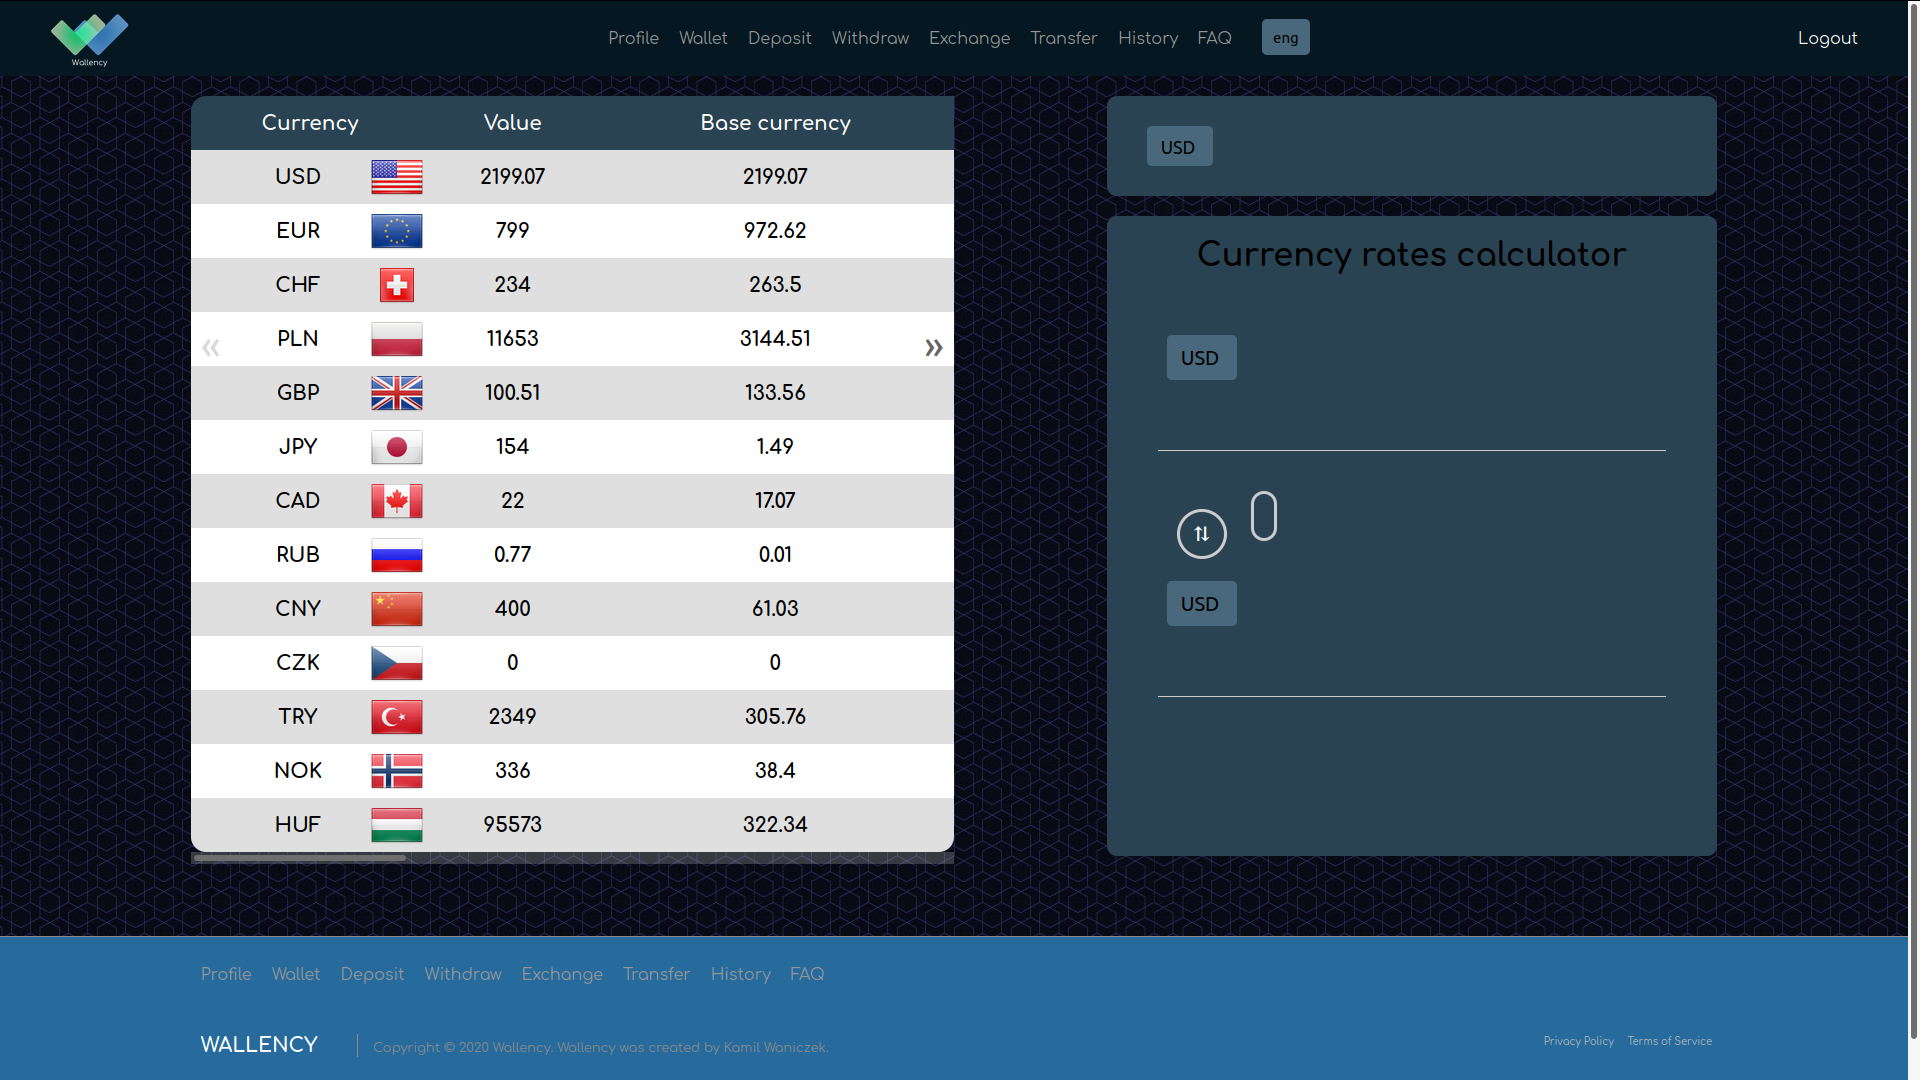 Wallency
Profile Wallet Deposit Withdraw Exchange Transfer History FAQ eng Logout
Currency Value Base currency
USD 2199.07 2199.07
EUR 799 972.62
CHF 234 263.5
PLN 11653 3144.51
GBP 100.51 133.56
JPY 154 1.49
CAD 22 17.07
RUB 0.77 0.01
CNY 400 61.03
CZK 0 0
TRY 2349 305.76
NOK 336 38.4
HUF 95573 322.34
USD
Currency rates calculator
USD
USD
Profile Wallet Deposit Withdraw Exchange Transfer History FAQ
WALLENCY Copyright © 2020 Wallency. Wallency was created by Kamil Waniczek.
Privacy Policy Terms of Service